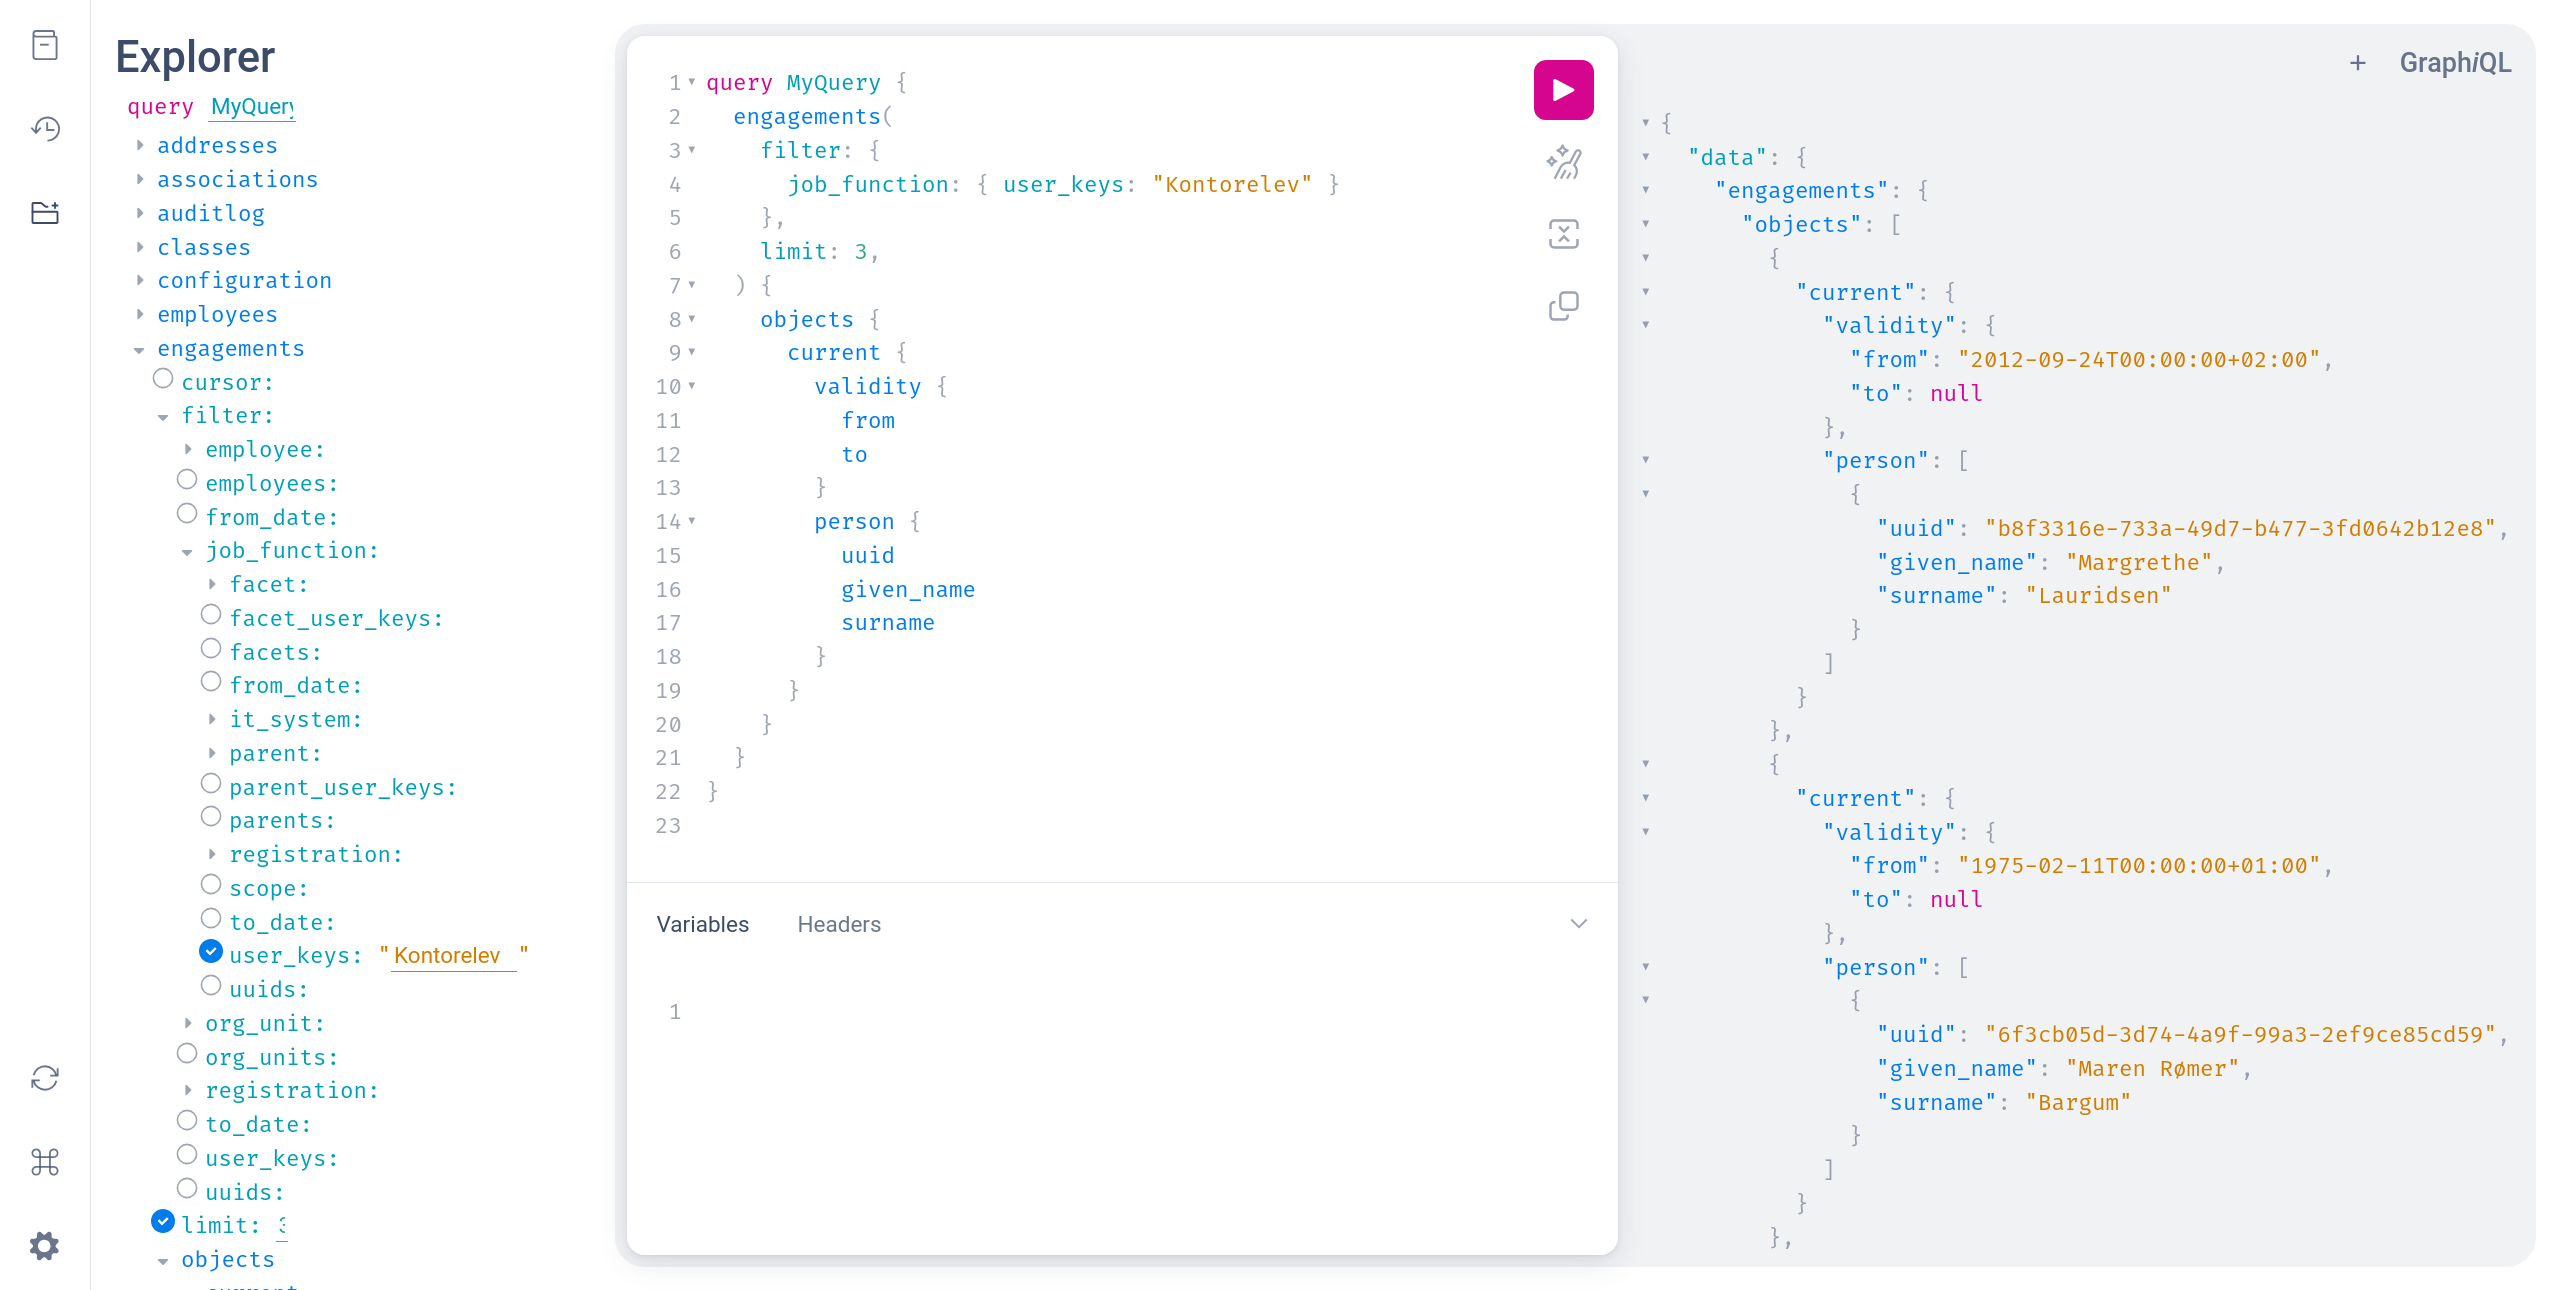 Explorer
query MyQuery
addresses
associations
auditlog
classes
configuration
employees
engagements
cursor:
filter:
employee:
employees:
from_date:
job_function:
facet:
facet_user_keys:
facets:
from_date:
it_system:
parent:
parent_user_keys:
parents:
registration:
scope:
to_date:
user_keys: "Kontorelev "
uuids:
org_unit:
org_units:
registration:
to_date:
user_keys:
uuids:
limit: 3
objects
current
1 query MyQuery {
2 engagements(
3 filter: {
4 job_function: { user_keys: "Kontorelev" }
5 },
6 limit: 3,
7 ) {
8 objects {
9 current {
10 validity {
11 from
12 to
13 }
14 person {
15 uuid
16 given_name
17 surname
18 }
19 }
20 }
21 }
22 }
23
Variables Headers
1
+ GraphiQL
{
"data": {
"engagements": {
"objects": [
{
"current": {
"validity": {
"from": "2012-09-24T00:00:00+02:00",
"to": null
},
"person": [
{
"uuid": "b8f3316e-733a-49d7-b477-3fd0642b12e8",
"given_name": "Margrethe",
"surname": "Lauridsen"
}
]
}
},
{
"current": {
"validity": {
"from": "1975-02-11T00:00:00+01:00",
"to": null
},
"person": [
{
"uuid": "6f3cb05d-3d74-4a9f-99a3-2ef9ce85cd59",
"given_name": "Maren Rømer",
"surname": "Bargum"
}
]
}
},